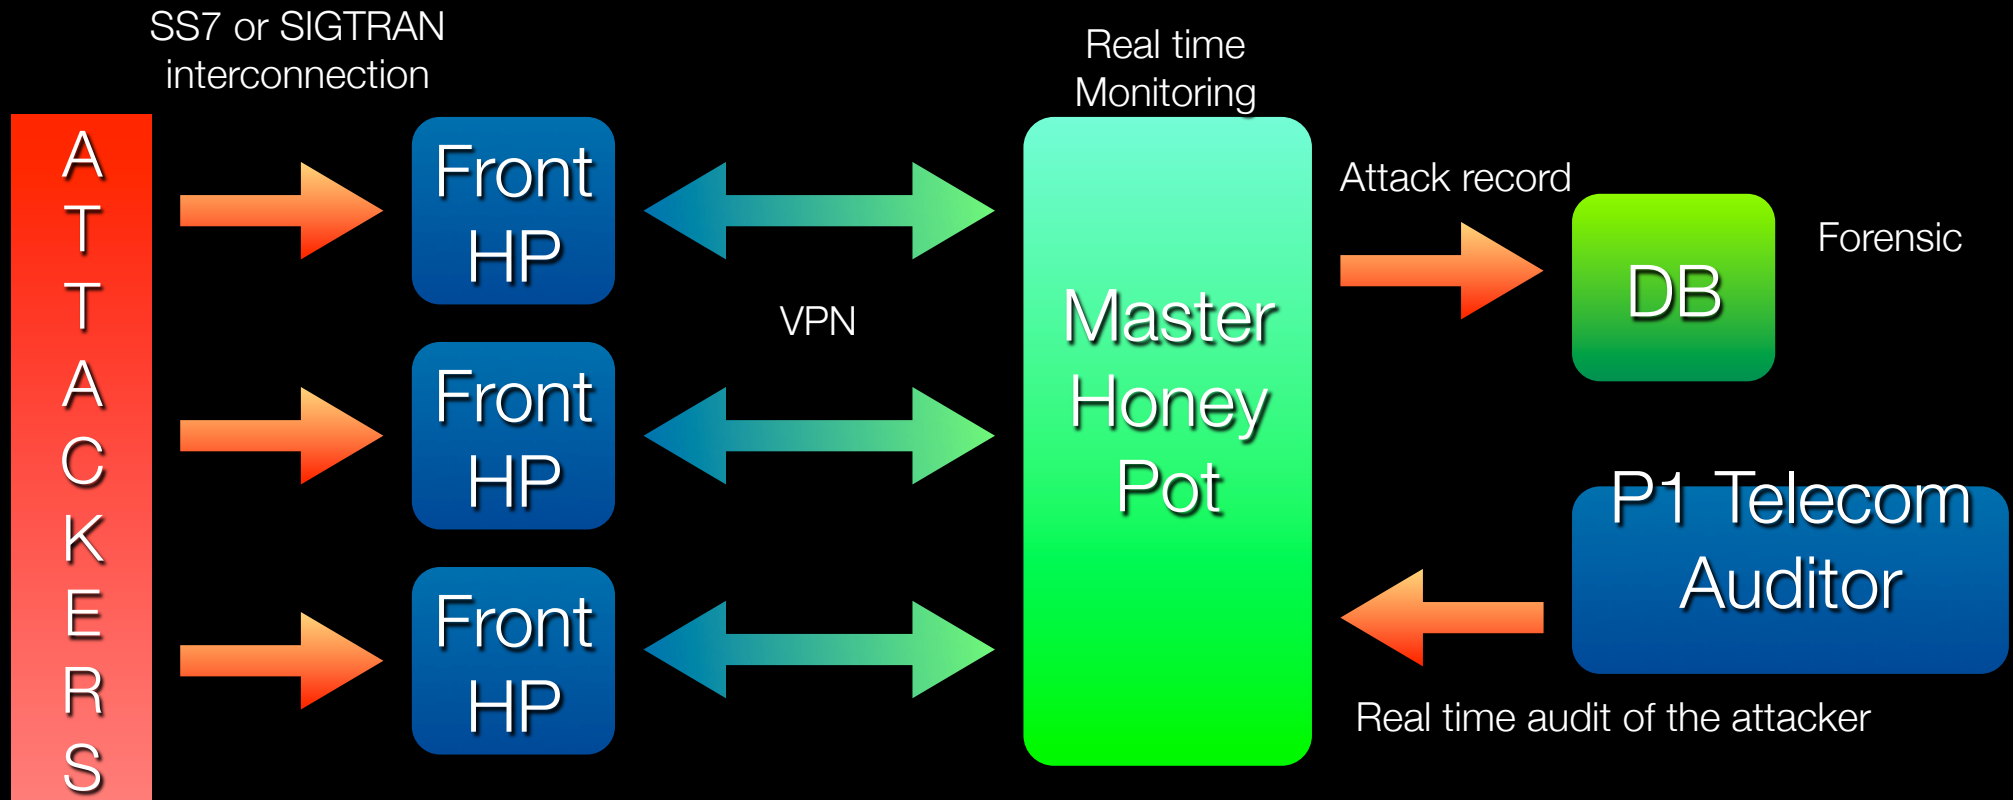 SS7 or SIGTRAN
interconnection
Real time
Monitoring
A
T
T
A
C
K
E
R
S
Front
HP
Front
HP
Front
HP
VPN
Master
Honey
Pot
Attack record
DB
Forensic
P1 Telecom
Auditor
Real time audit of the attacker